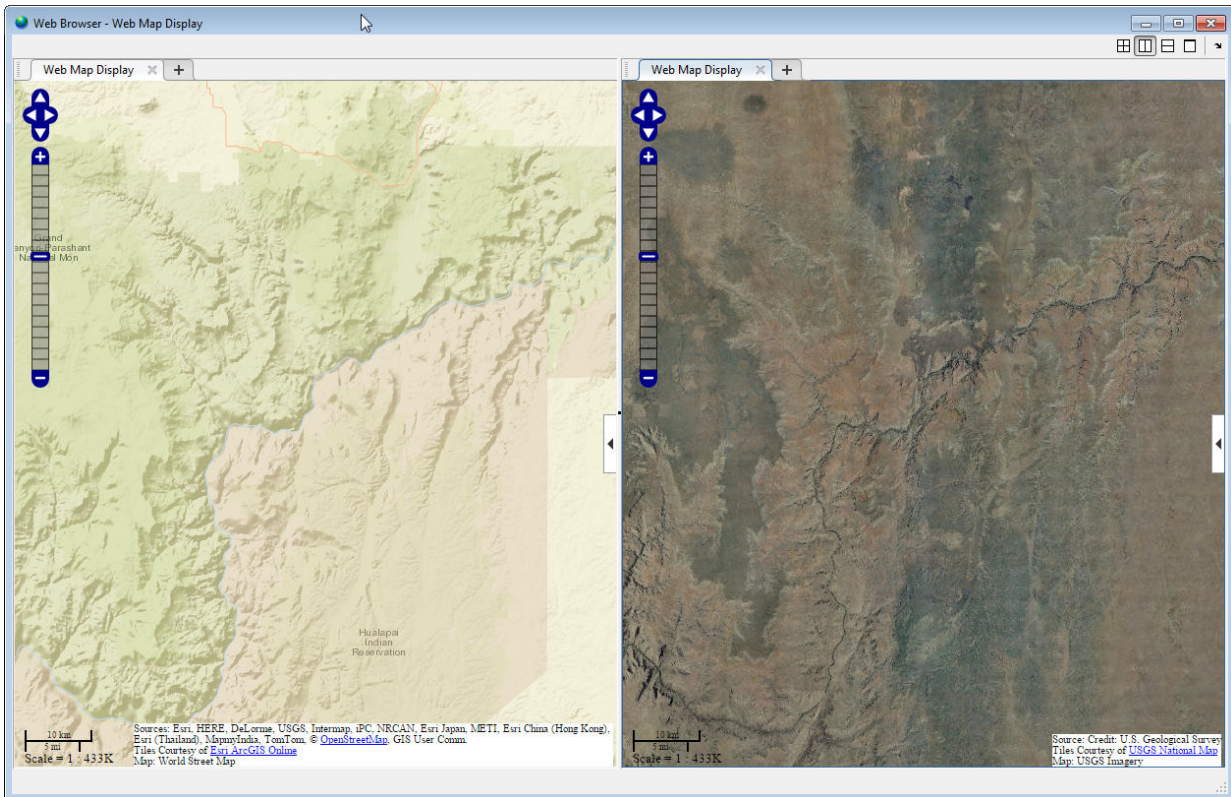 Web Browser - Web Map Display
Web Map Display
Web Map Display
Grand
anyon-Parashant
National Mon
Hualapai
Indian
Reservation
10 km
5 mi
Scale = 1 : 433K
Sources: Esri, HERE, DeLorme, USGS, Intermap, iPC, NRCAN, Esri Japan, METI, Esri China (Hong Kong),
Esri (Thailand), MapmyIndia, TomTom, © OpenStreetMap, GIS User Comm.
Tiles Courtesy of Esri ArcGIS Online
Map: World Street Map
10 km
5 mi
Scale = 1 : 433K
Source: Credit: U.S. Geological Survey
Tiles Courtesy of USGS National Map
Map: USGS Imagery